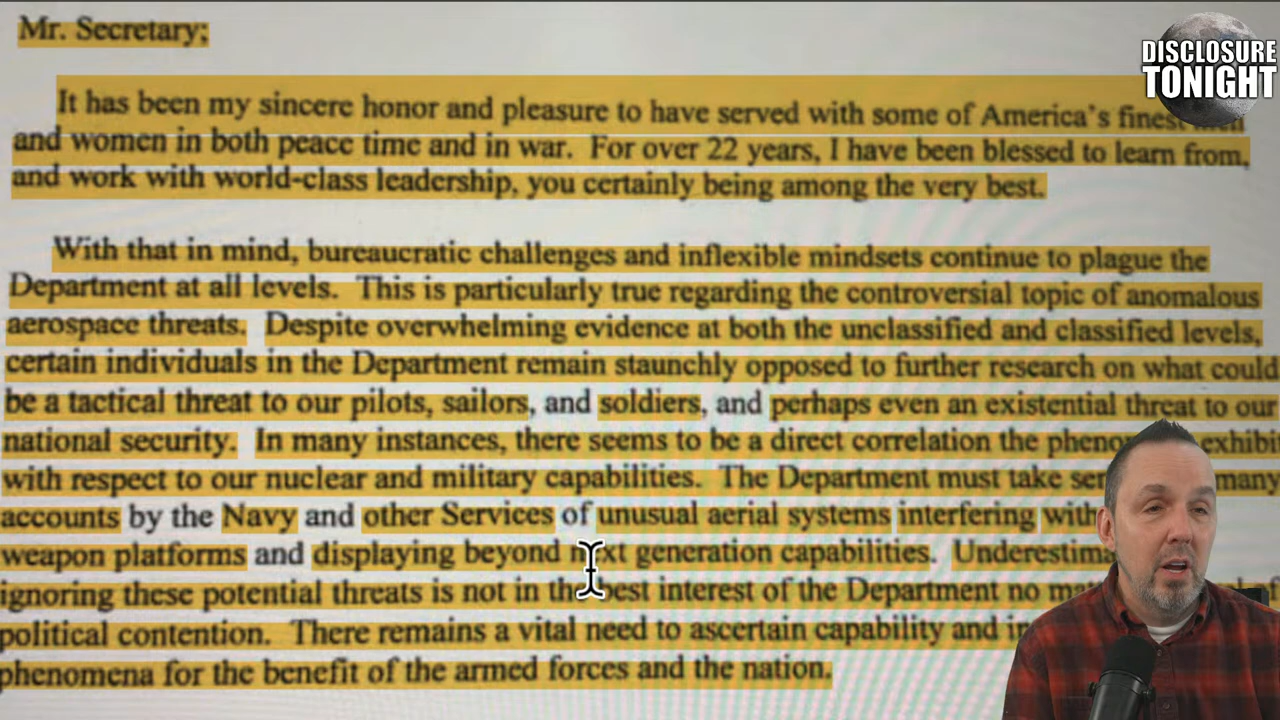 Mr. Secretary;
DISCLOSURE
TONIGHT
It has been my sincere honor and pleasure to have served with some of America's finest men
and women in both peace time and in war. For over 22 years, I have been blessed to learn from,
and work with world-class leadership, you certainly being among the very best.
With that in mind, bureaucratic challenges and inflexible mindsets continue to plague the
Department at all levels. This is particularly true regarding the controversial topic of anomalous
aerospace threats. Despite overwhelming evidence at both the unclassified and classified levels,
certain individuals in the Department remain staunchly opposed to further research on what could
be a tactical threat to our pilots, sailors, and soldiers, and perhaps even an existential threat to our
national security. In many instances, there seems to be a direct correlation the exhibit
with respect to our nuclear and military capabilities. The Department must take many
accounts by the Navy and other Services of unusual aerial systems interfering with
weapon platforms and displaying beyond next generation capabilities.
ignoring these potential threats is not in the best interest of the Department no
political contention. There remains a vital need to ascertain capability and
phenomena for the benefit of the armed forces and the nation.